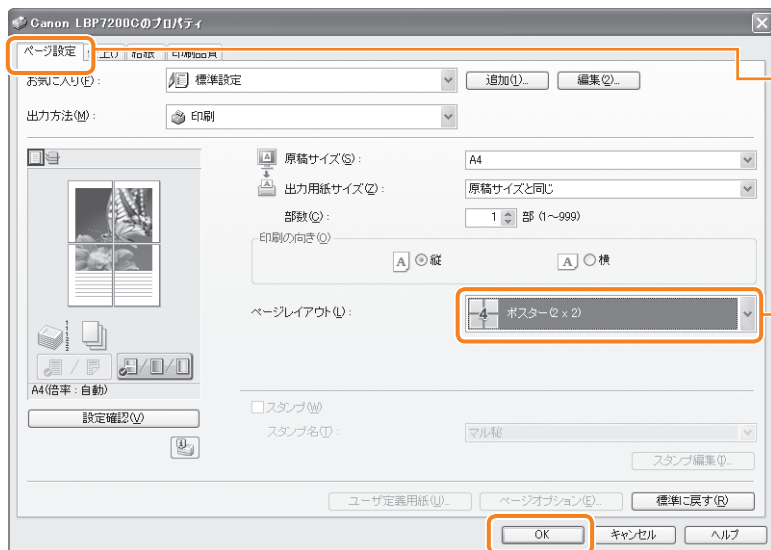 Canon LBP7200Cのプロパティ
ページ設定 給紙 印刷品質
お気に入り(F): 標準設定 追加(1)... 編集(2)...
出力方法(M): 印刷
原稿サイズ(S): A4
出力用紙サイズ(Z): 原稿サイズと同じ
部数(C): 1 部 (1~999)
印刷の向き(O)
A 縦 A 横
ページレイアウト(L): 4 ポスター(2 x 2)
A4(倍率:自動)
設定確認(V)
スタンプ(W)
スタンプ名(T): マル秘
スタンプ編集(I)...
ユーザ定義用紙(U)... ページオプション(E)... 標準に戻す(R)
OK キャンセル ヘルプ